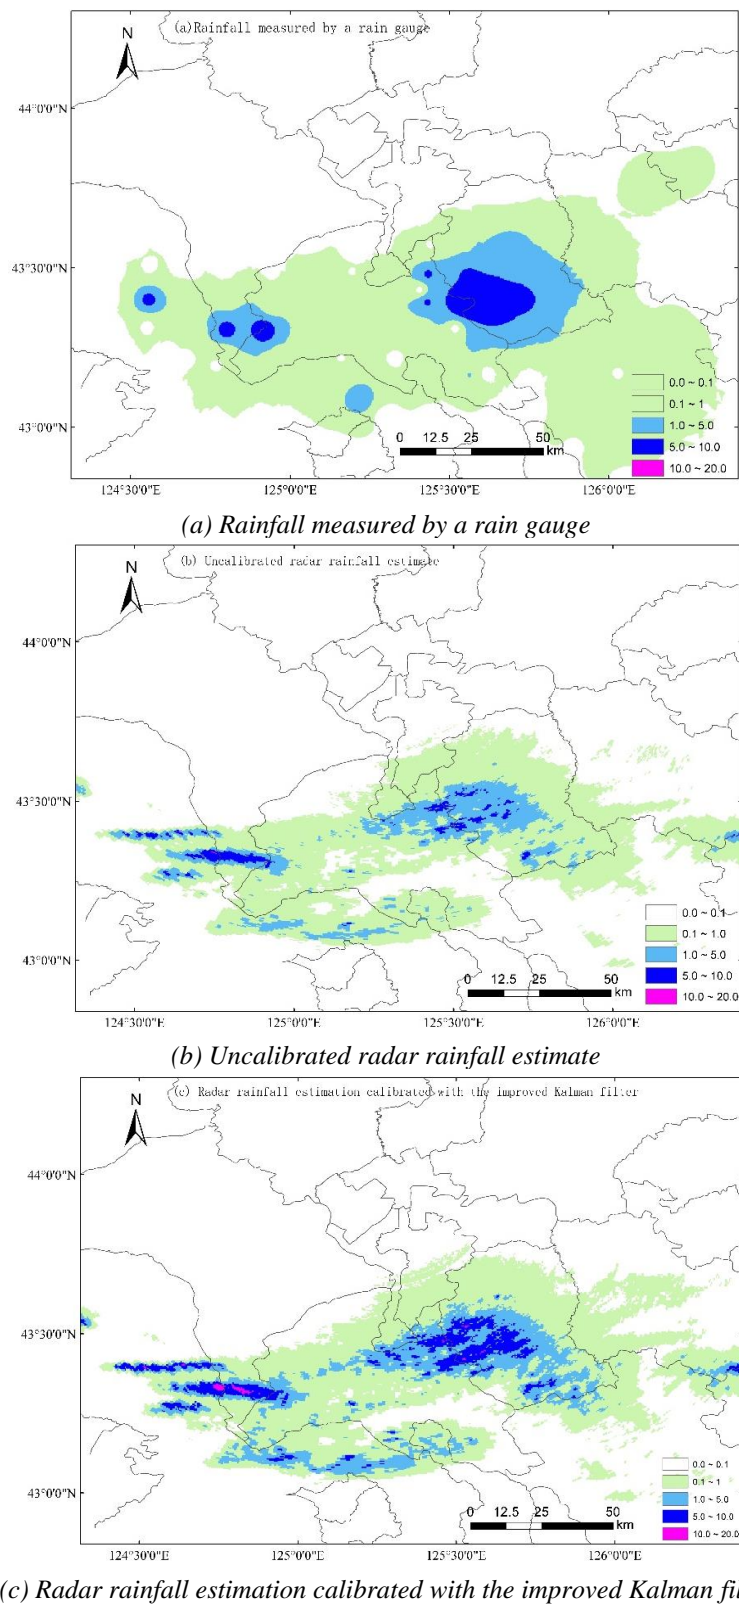 (a)Rainfall measured by a rain gauge
N
44°0'0"N
43°30'0"N
43°0'0"N
0.0 ~ 0.1
0.1 ~ 1
1.0 ~ 5.0
5.0 ~ 10.0
10.0 ~ 20.0
0 12.5 25 50
km
124°30'0"E 125°0'0"E 125°30'0"E 126°0'0"E
(a) Rainfall measured by a rain gauge
(b) Uncalibrated radar rainfall estimate
N
44°0'0"N
43°30'0"N
43°0'0"N
0.0 ~ 0.1
0.1 ~ 1.0
1.0 ~ 5.0
5.0 ~ 10.0
10.0 ~ 20.0
0 12.5 25 50
km
124°30'0"E 125°0'0"E 125°30'0"E 126°0'0"E
(b) Uncalibrated radar rainfall estimate
(c) Radar rainfall estimation calibrated with the improved Kalman filter
N
44°0'0"N
43°30'0"N
43°0'0"N
0.0 ~ 0.1
0.1 ~ 1
1.0 ~ 5.0
5.0 ~ 10.0
10.0 ~ 20.0
0 12.5 25 50
km
124°30'0"E 125°0'0"E 125°30'0"E 126°0'0"E
(c) Radar rainfall estimation calibrated with the improved Kalman fil